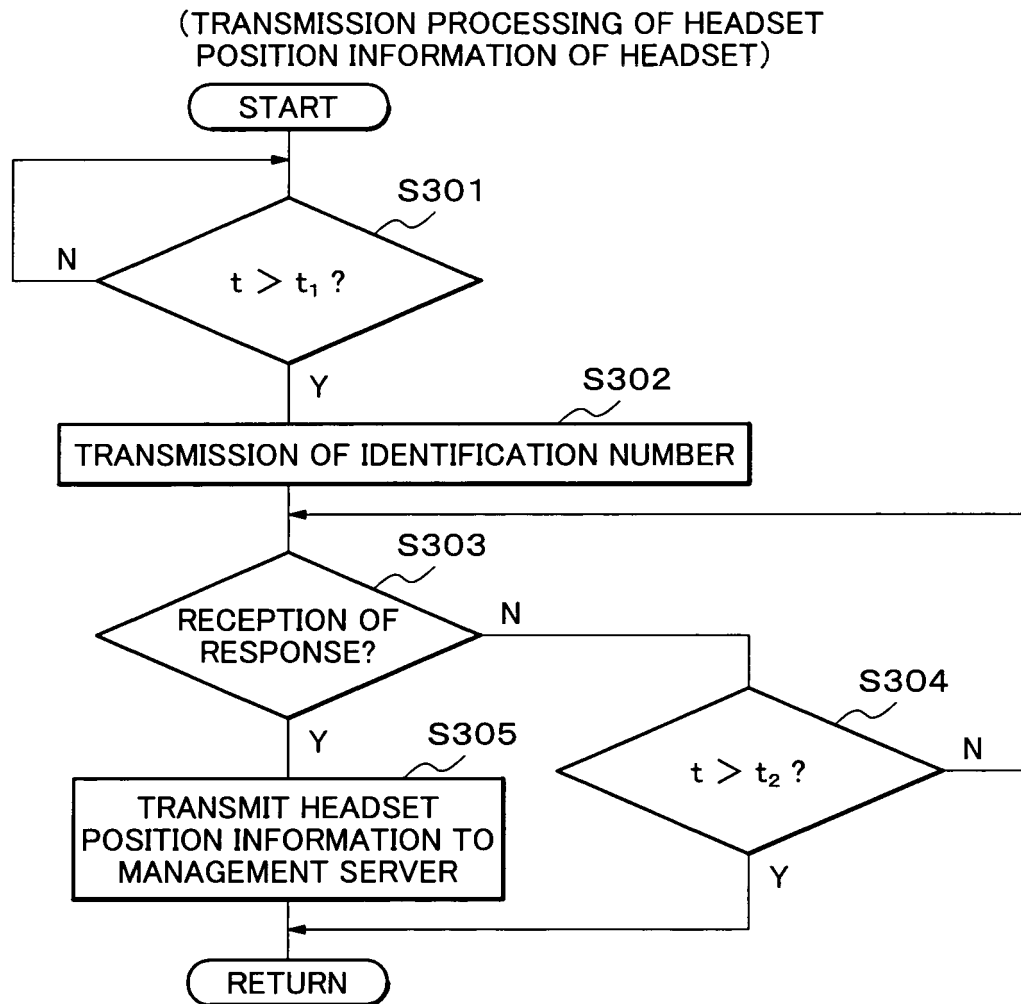 (TRANSMISSION PROCESSING OF HEADSET
POSITION INFORMATION OF HEADSET)
START
S301
N
t > t₁ ?
Y
S302
TRANSMISSION OF IDENTIFICATION NUMBER
S303
RECEPTION OF
RESPONSE?
N
Y
S304
t > t₂ ?
N
Y
S305
TRANSMIT HEADSET
POSITION INFORMATION TO
MANAGEMENT SERVER
RETURN